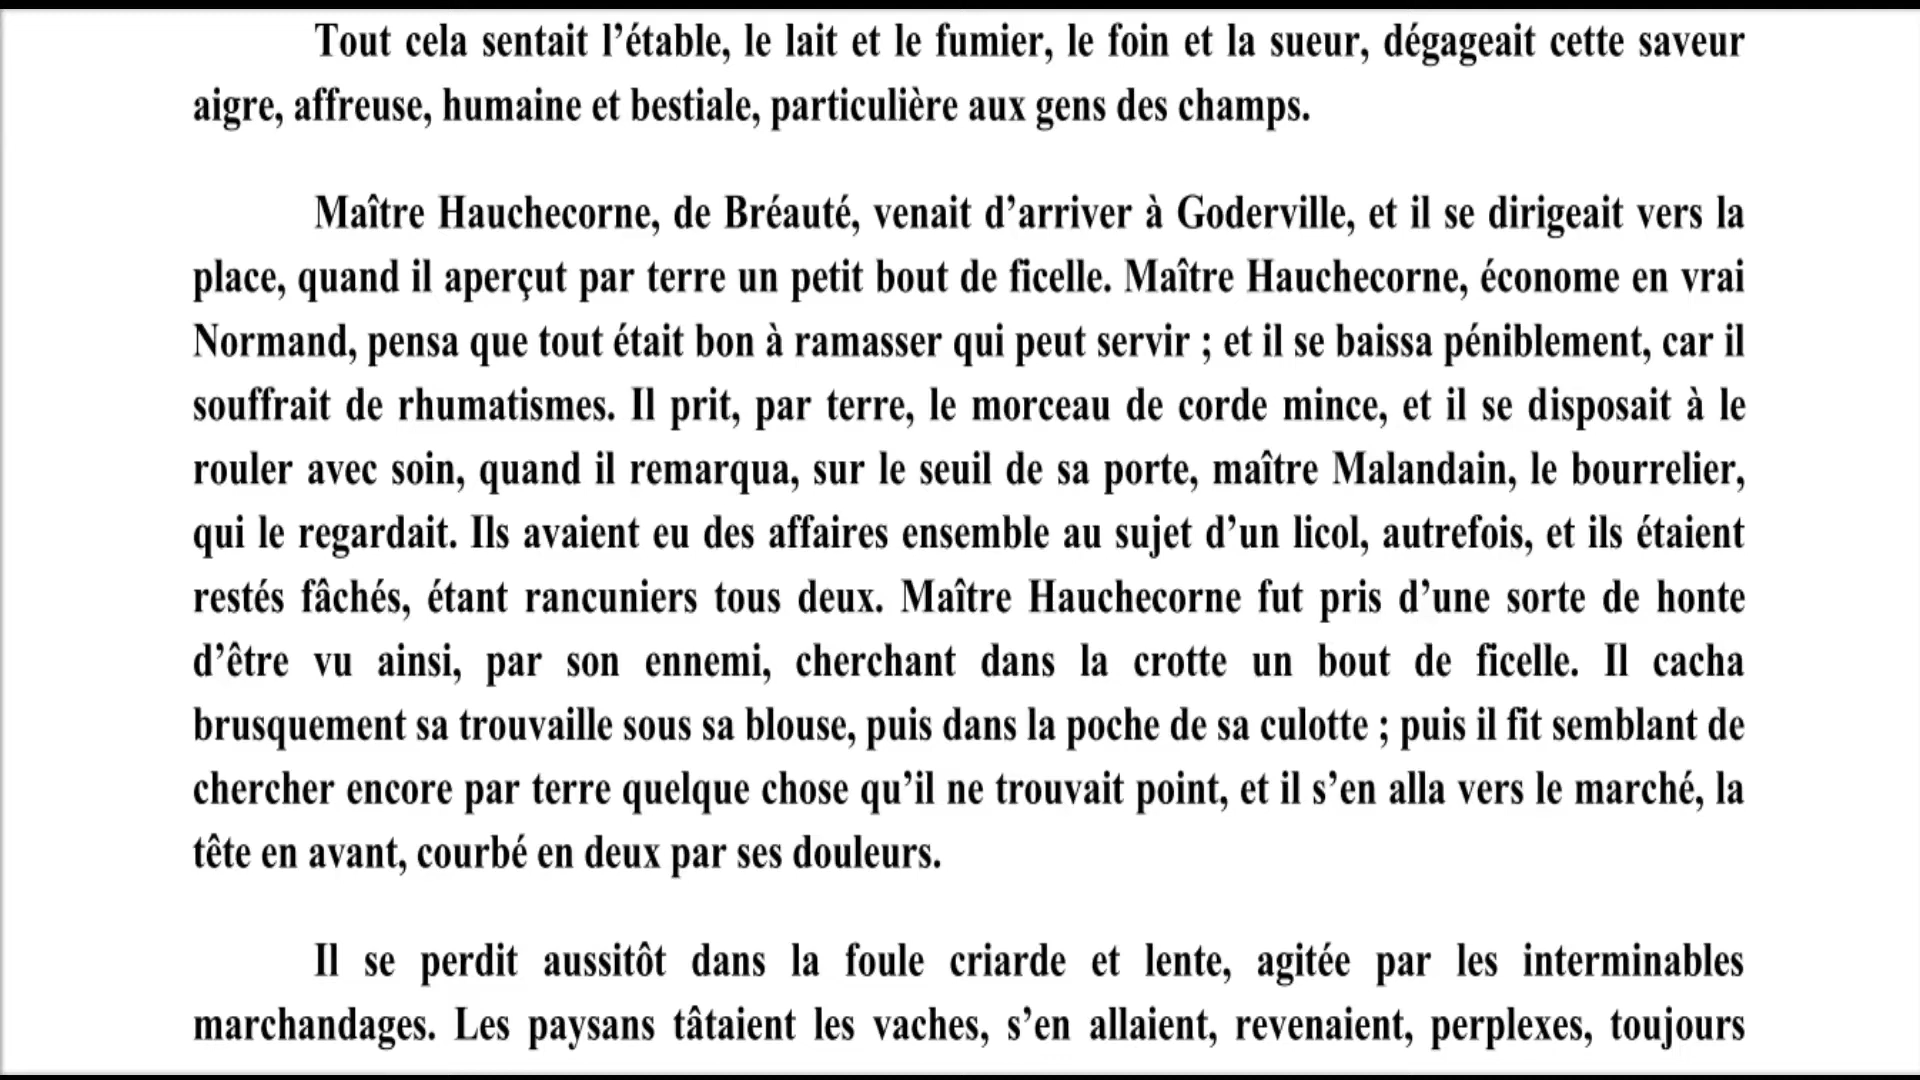 Tout cela sentait l’étable, le lait et le fumier, le foin et la sueur, dégageait cette saveur
aigre, affreuse, humaine et bestiale, particulière aux gens des champs.
Maître Hauchecorne, de Bréauté, venait d’arriver à Goderville, et il se dirigeait vers la
place, quand il aperçut par terre un petit bout de ficelle. Maître Hauchecorne, économe en vrai
Normand, pensa que tout était bon à ramasser qui peut servir ; et il se baissa péniblement, car il
souffrait de rhumatismes. Il prit, par terre, le morceau de corde mince, et il se disposait à le
rouler avec soin, quand il remarqua, sur le seuil de sa porte, maître Malandain, le bourrelier,
qui le regardait. Ils avaient eu des affaires ensemble au sujet d’un licol, autrefois, et ils étaient
restés fâchés, étant rancuniers tous deux. Maître Hauchecorne fut pris d’une sorte de honte
d’être vu ainsi, par son ennemi, cherchant dans la crotte un bout de ficelle. Il cacha
brusquement sa trouvaille sous sa blouse, puis dans la poche de sa culotte ; puis il fit semblant de
chercher encore par terre quelque chose qu’il ne trouvait point, et il s’en alla vers le marché, la
tête en avant, courbé en deux par ses douleurs.
Il se perdit aussitôt dans la foule criarde et lente, agitée par les interminables
marchandages. Les paysans tâtaient les vaches, s’en allaient, revenaient, perplexes, toujours